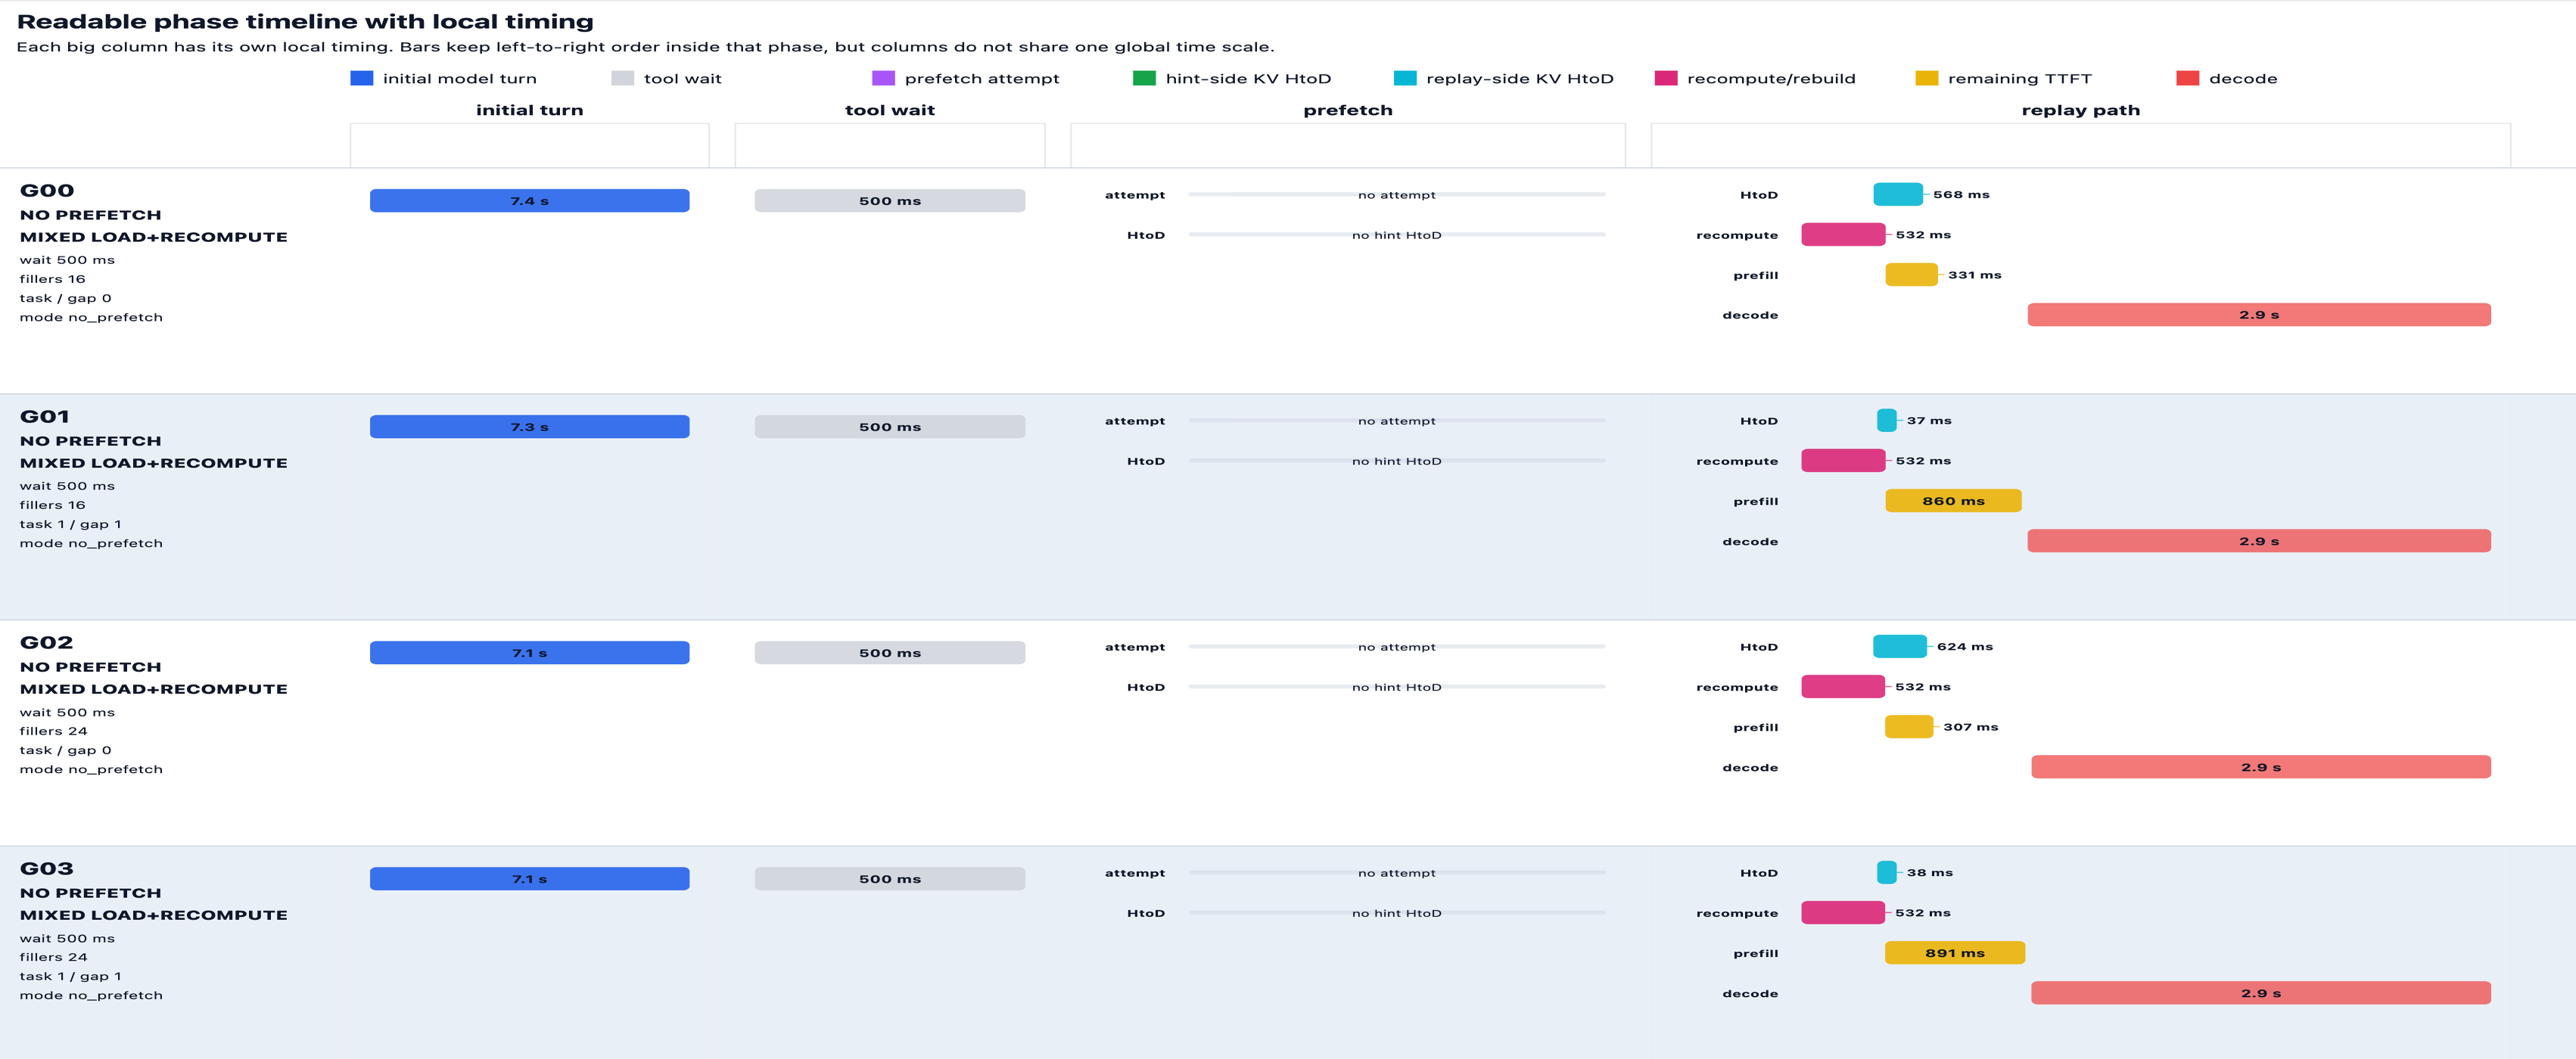 Readable phase timeline with local timing
Each big column has its own local timing. Bars keep left-to-right order inside that phase, but columns do not share one global time scale.
initial model turn tool wait prefetch attempt hint-side KV HtoD replay-side KV HtoD recompute/rebuild remaining TTFT decode
initial turn tool wait prefetch replay path
G00
NO PREFETCH
MIXED LOAD+RECOMPUTE
wait 500 ms
fillers 16
task / gap 0
mode no_prefetch
7.4 s
500 ms
attempt no attempt
HtoD no hint HtoD
HtoD 568 ms
recompute 532 ms
prefill 331 ms
decode 2.9 s
G01
NO PREFETCH
MIXED LOAD+RECOMPUTE
wait 500 ms
fillers 16
task 1 / gap 1
mode no_prefetch
7.3 s
500 ms
attempt no attempt
HtoD no hint HtoD
HtoD 37 ms
recompute 532 ms
prefill 860 ms
decode 2.9 s
G02
NO PREFETCH
MIXED LOAD+RECOMPUTE
wait 500 ms
fillers 24
task / gap 0
mode no_prefetch
7.1 s
500 ms
attempt no attempt
HtoD no hint HtoD
HtoD 624 ms
recompute 532 ms
prefill 307 ms
decode 2.9 s
G03
NO PREFETCH
MIXED LOAD+RECOMPUTE
wait 500 ms
fillers 24
task 1 / gap 1
mode no_prefetch
7.1 s
500 ms
attempt no attempt
HtoD no hint HtoD
HtoD 38 ms
recompute 532 ms
prefill 891 ms
decode 2.9 s